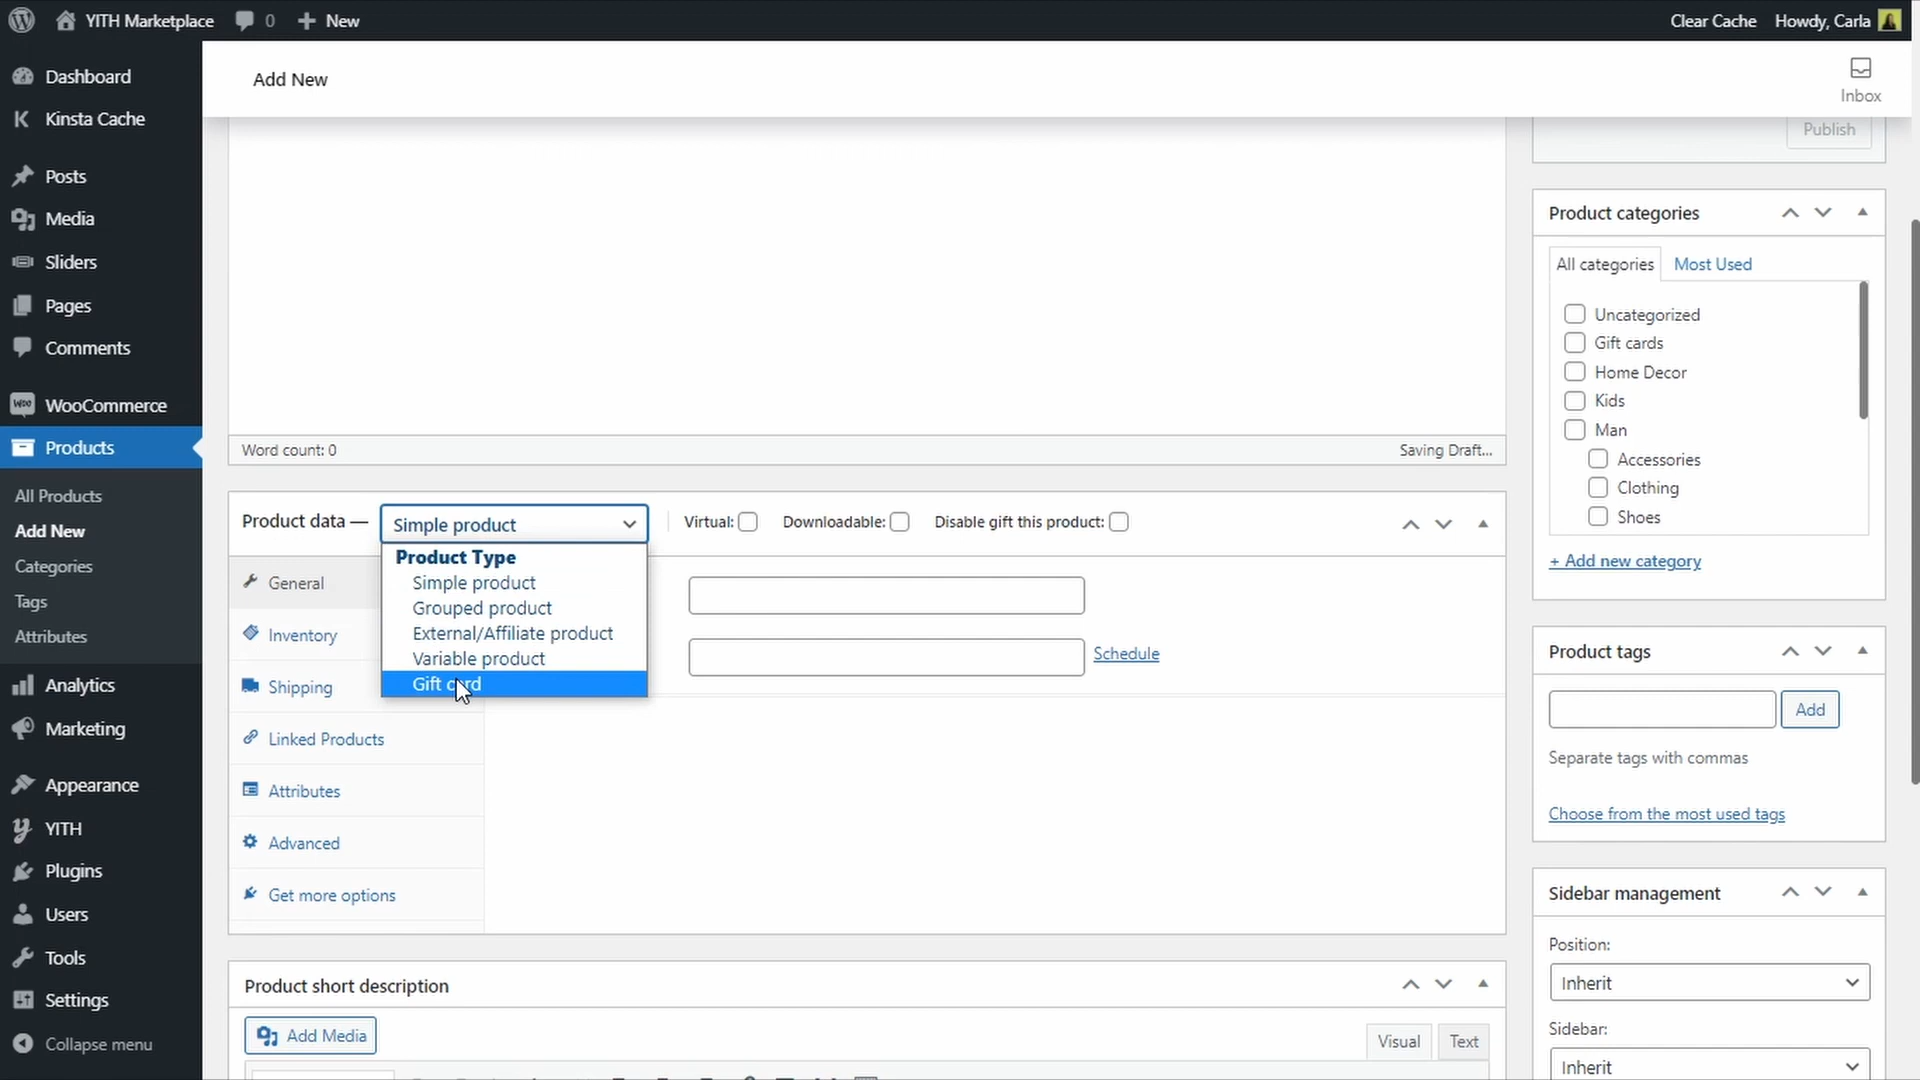 YITH Marketplace 0 New Clear Cache Howdy, Carla
Dashboard
Kinsta Cache
Posts
Media
Sliders
Pages
Comments
WooCommerce
Products
All Products
Add New
Categories
Tags
Attributes
Analytics
Marketing
Appearance
YITH
Plugins
Users
Tools
Settings
Collapse menu
Add New
Inbox
Word count: 0 Saving Draft...
Product data — Simple product Virtual: Downloadable: Disable gift this product:
Product Type
Simple product
Grouped product
External/Affiliate product
Variable product
Gift card
General
Inventory
Shipping
Linked Products
Attributes
Advanced
Get more options
Schedule
Product short description
Add Media
Visual Text
Publish
Product categories
All categories Most Used
Uncategorized
Gift cards
Home Decor
Kids
Man
Accessories
Clothing
Shoes
+ Add new category
Product tags
Add
Separate tags with commas
Choose from the most used tags
Sidebar management
Position:
Inherit
Sidebar:
Inherit